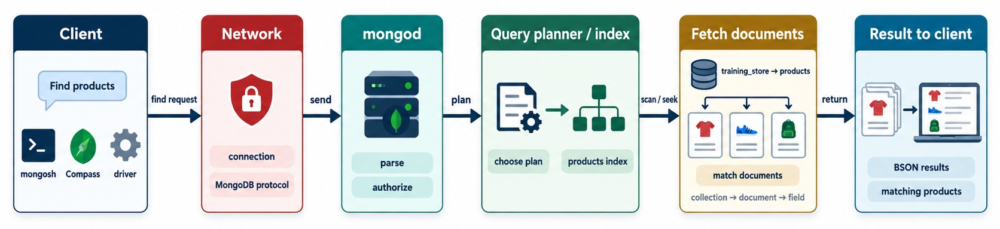 Client
Find products
mongosh
Compass
driver
find request
Network
connection
MongoDB protocol
send
mongod
parse
authorize
plan
Query planner / index
choose plan
products index
scan / seek
Fetch documents
training_store → products
match documents
collection → document → field
return
Result to client
BSON results
matching products